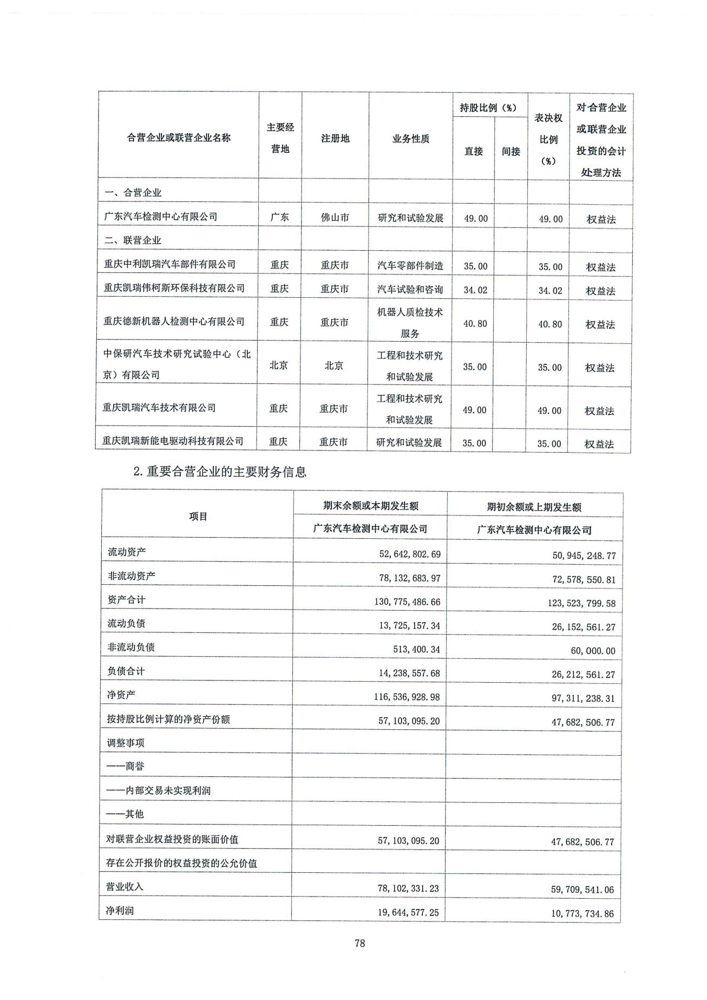 合营企业或联营企业名称 主要经营地 注册地 业务性质 持股比例（%） 直接 间接 表决权比例（%） 对合营企业或联营企业投资的会计处理方法
一、合营企业
广东汽车检测中心有限公司 广东 佛山市 研究和试验发展 49.00 49.00 权益法
二、联营企业
重庆中利凯瑞汽车部件有限公司 重庆 重庆市 汽车零部件制造 35.00 35.00 权益法
重庆凯瑞伟柯斯环保科技有限公司 重庆 重庆市 汽车试验和咨询 34.02 34.02 权益法
重庆德新机器人检测中心有限公司 重庆 重庆市 机器人质检技术服务 40.80 40.80 权益法
中保研汽车技术研究试验中心（北京）有限公司 北京 北京 工程和技术研究和试验发展 35.00 35.00 权益法
重庆凯瑞汽车技术有限公司 重庆 重庆市 工程和技术研究和试验发展 49.00 49.00 权益法
重庆凯瑞新能电驱动科技有限公司 重庆 重庆市 研究和试验发展 35.00 35.00 权益法
2. 重要合营企业的主要财务信息
项目 期末余额或本期发生额 期初余额或上期发生额
广东汽车检测中心有限公司 广东汽车检测中心有限公司
流动资产 52,642,802.69 50,945,248.77
非流动资产 78,132,683.97 72,578,550.81
资产合计 130,775,486.66 123,523,799.58
流动负债 13,725,157.34 26,152,561.27
非流动负债 513,400.34 60,000.00
负债合计 14,238,557.68 26,212,561.27
净资产 116,536,928.98 97,311,238.31
按持股比例计算的净资产份额 57,103,095.20 47,682,506.77
调整事项
——商誉
——内部交易未实现利润
——其他
对联营企业权益投资的账面价值 57,103,095.20 47,682,506.77
存在公开报价的权益投资的公允价值
营业收入 78,102,331.23 59,709,541.06
净利润 19,644,577.25 10,773,734.86
78